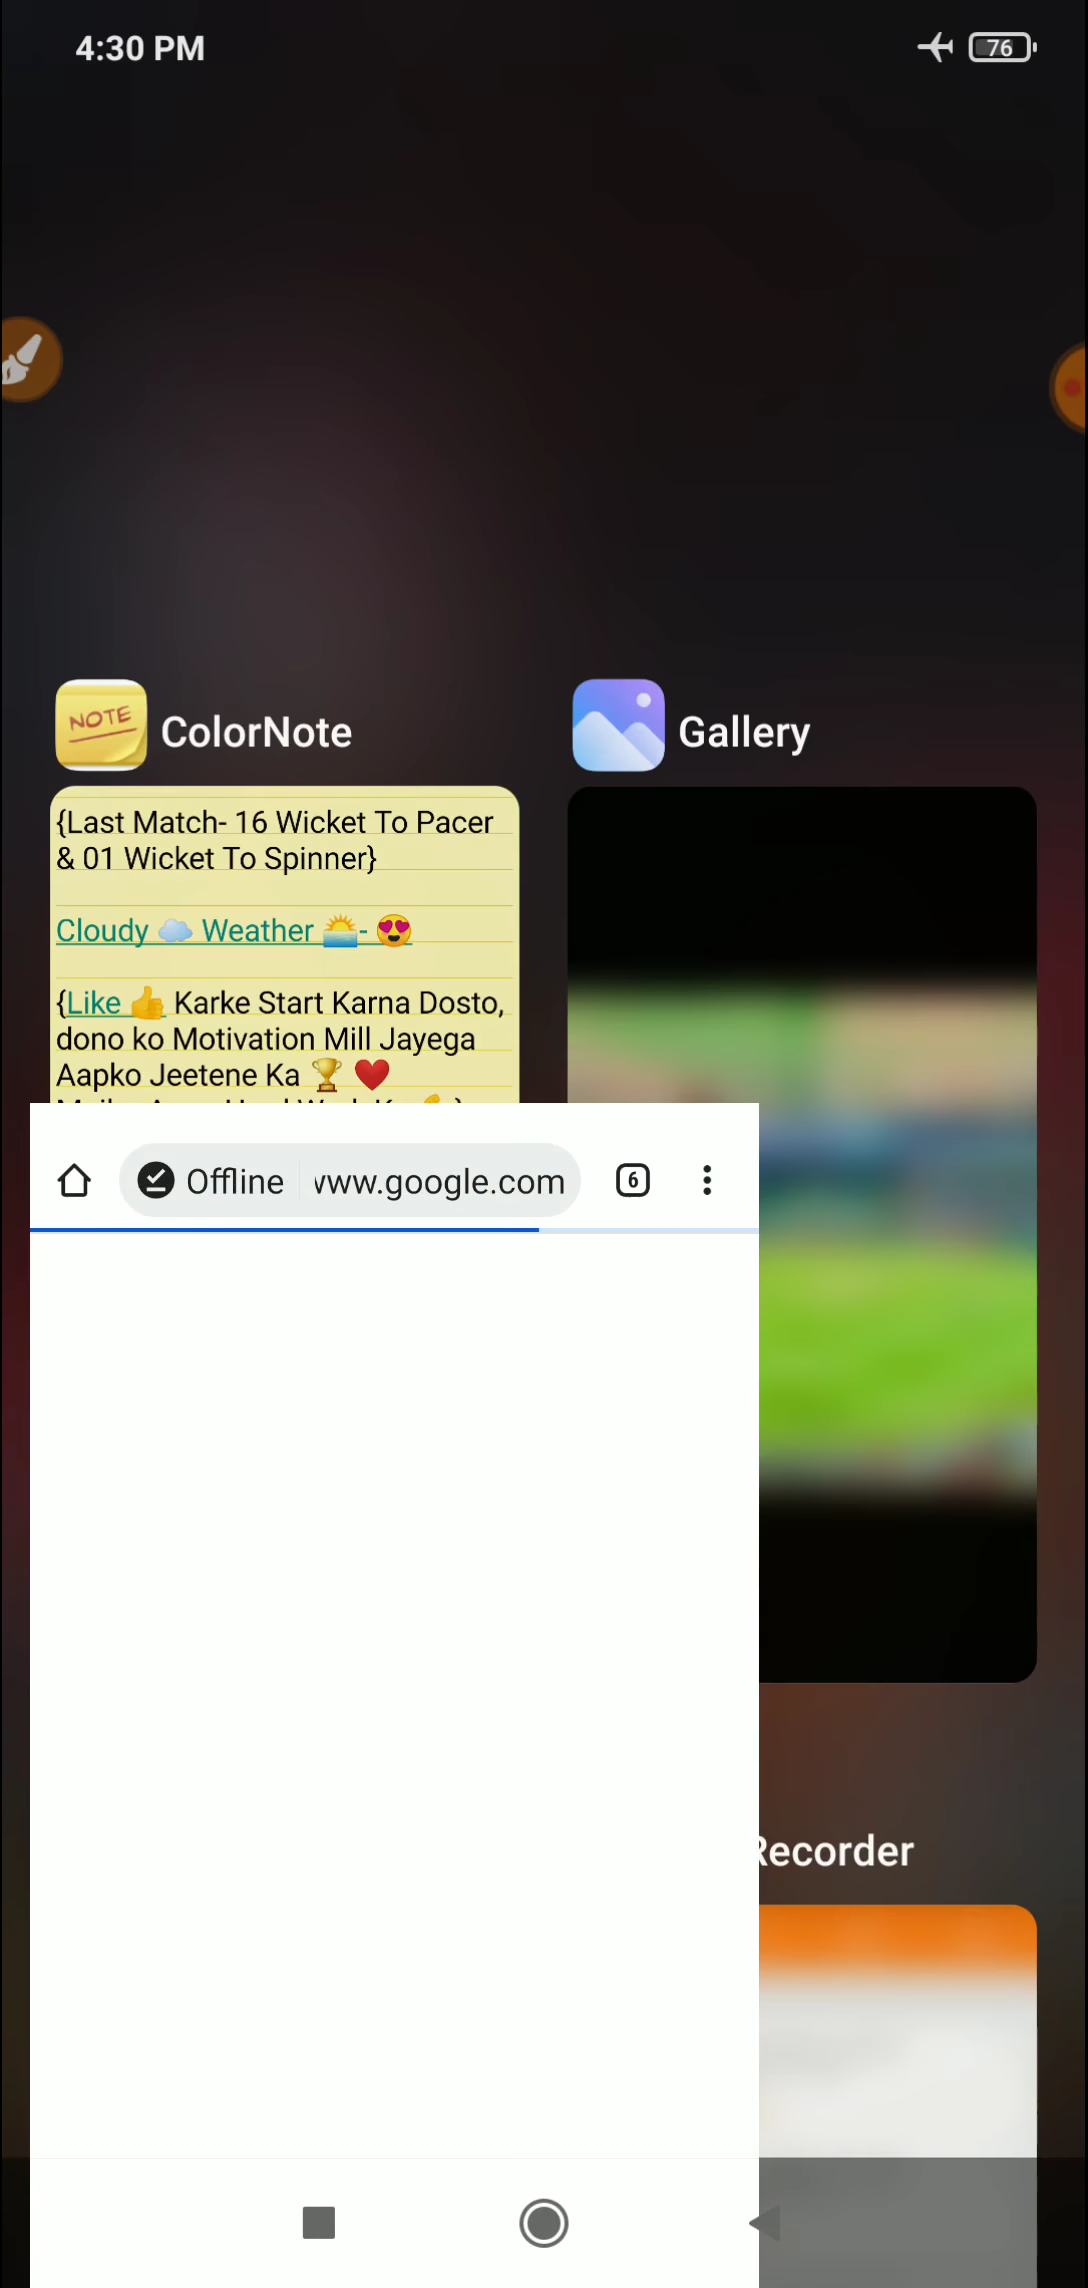 4:30 PM
76
NOTE
ColorNote
Gallery
{Last Match- 16 Wicket To Pacer
& 01 Wicket To Spinner}
Cloudy ☁️ Weather 🌅- 😍
{Like 👍 Karke Start Karna Dosto,
dono ko Motivation Mill Jayega
Aapko Jeetene Ka 🏆 ❤️
Offline
www.google.com
6
Recorder